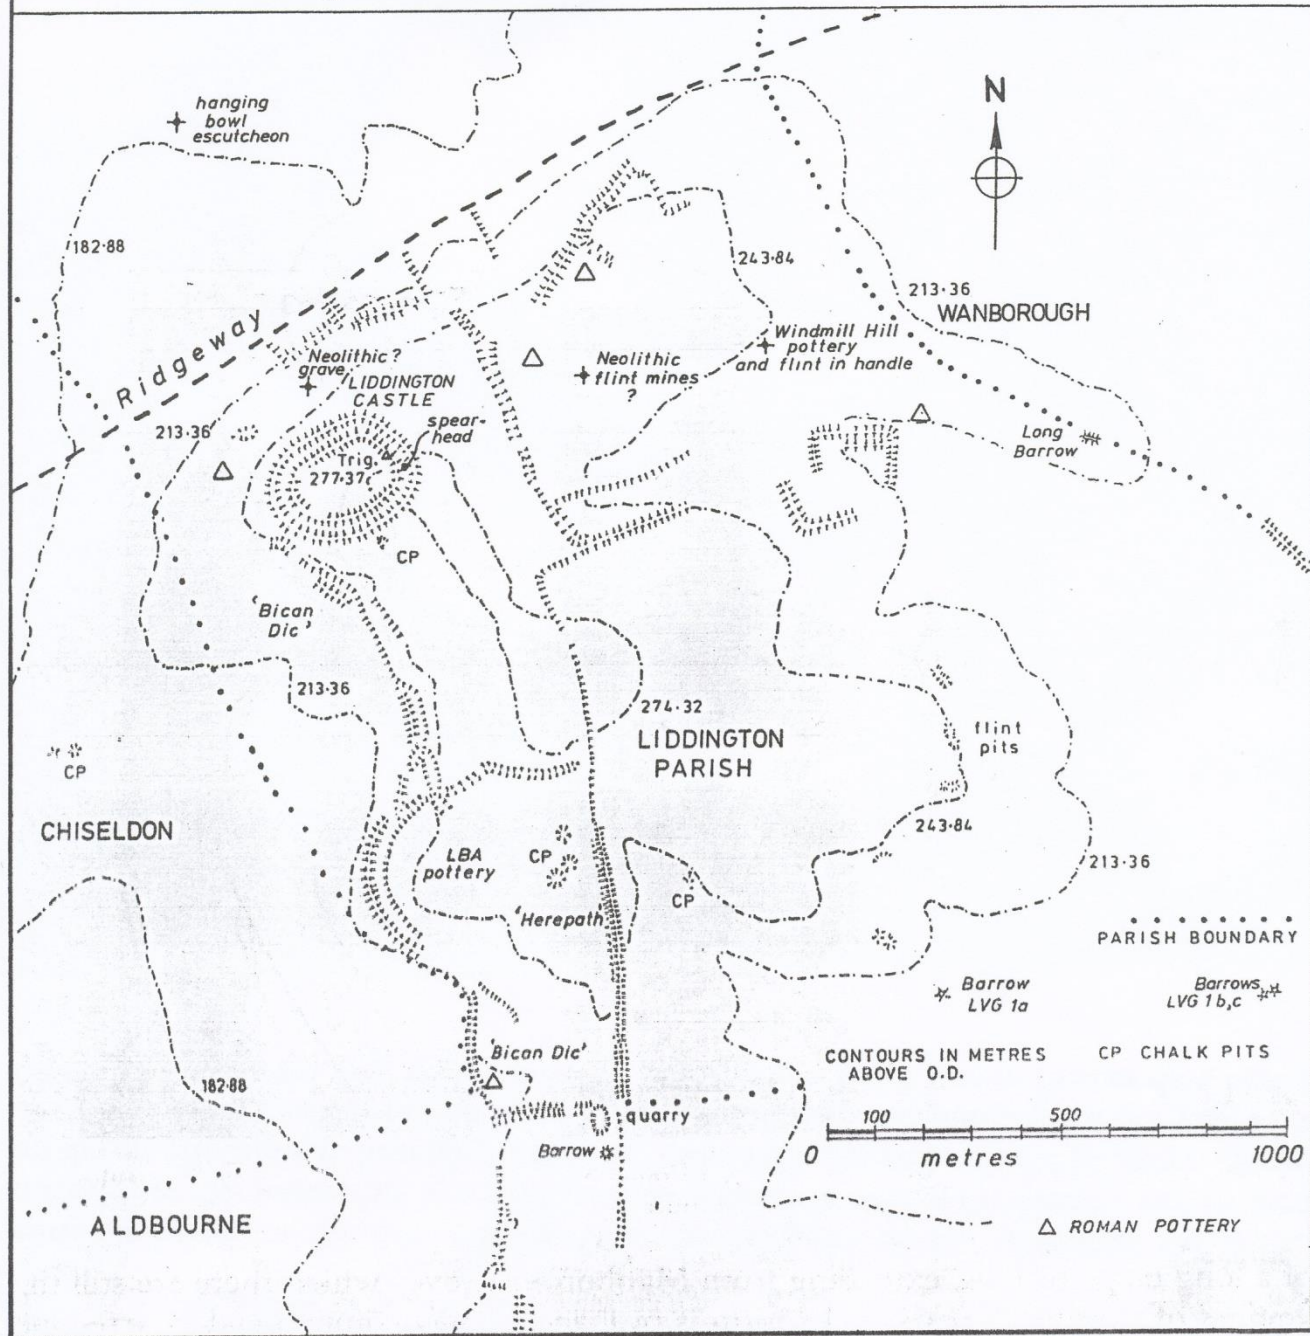 hanging
bowl
escutcheon
N
182·88
243·84
213·36
WANBOROUGH
Ridgeway
Neolithic?
grave
LIDDINGTON
CASTLE
Neolithic
flint mines
?
Windmill Hill
pottery
and flint in handle
213·36
spear-
head
Trig.
277·37
Long
Barrow
CP
'Bican
Dic'
213·36
274·32
LIDDINGTON
PARISH
flint
pits
CP
CHISELDON
243·84
213·36
LBA
pottery
CP
CP
'Herepath'
PARISH BOUNDARY
Barrow
LVG 1a
Barrows
LVG 1b,c
'Bican Dic'
CONTOURS IN METRES
ABOVE O.D.
CP CHALK PITS
182·88
quarry
100
500
Barrow
0
metres
1000
ALDBOURNE
△ ROMAN POTTERY